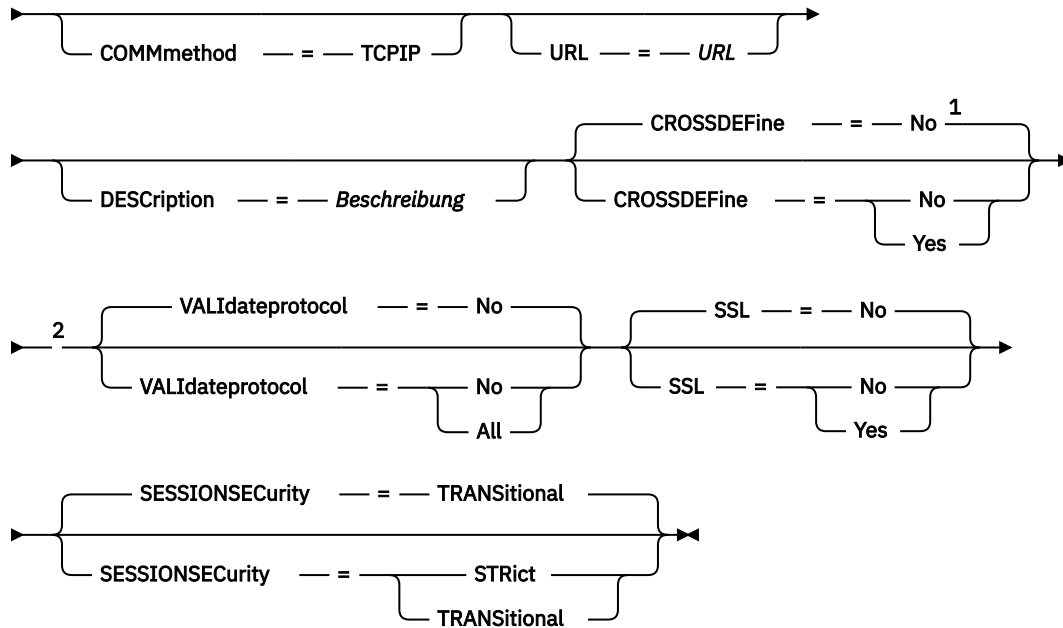 COMMmethod = TCPIP URL = URL
CROSSDEFine = No 1
DESCription = Beschreibung CROSSDEFine = No
Yes
2 VALIdateprotocol = No SSL = No
VALIdateprotocol = No SSL = No
All Yes
SESSIONSECurity = TRANSitional
SESSIONSECurity = STRict
TRANSitional